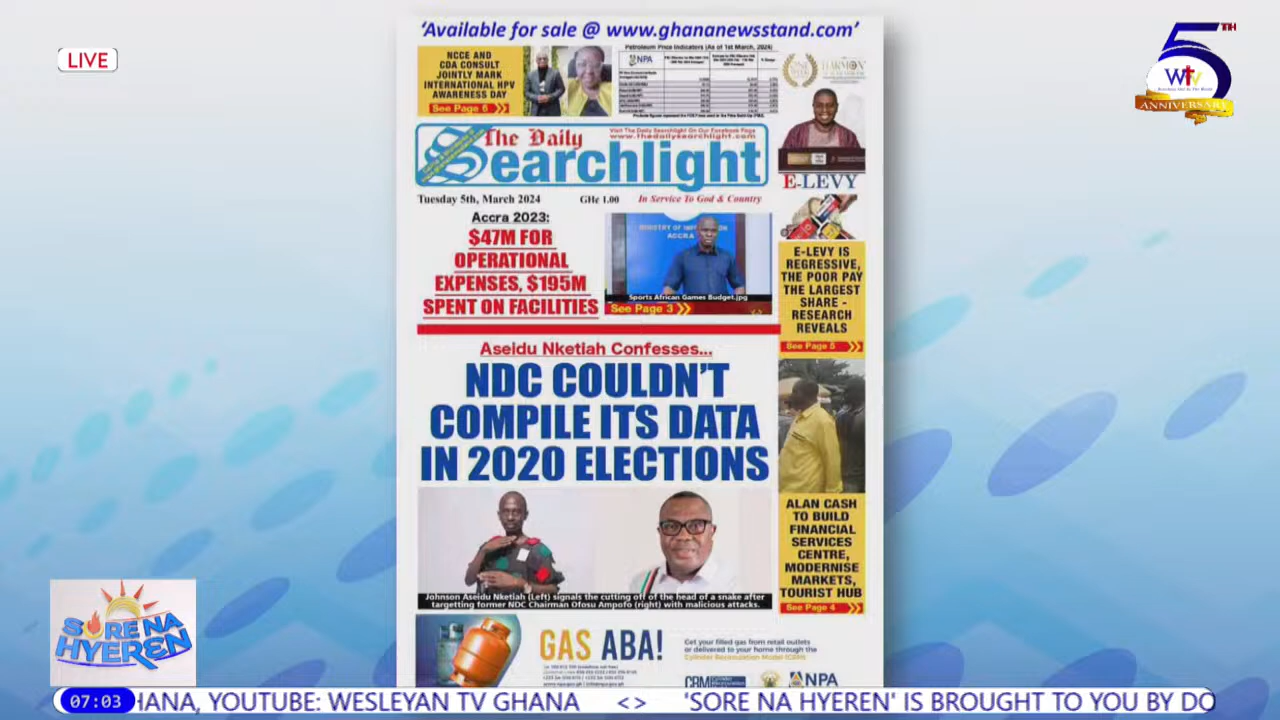 'Available for sale @ www.ghananewsstand.com'
LIVE
5TH
WTV
ANNIVERSARY
NCCE AND
CDA CONSULT
JOINTLY MARK
INTERNATIONAL HPV
AWARENESS DAY
See Page 6
Petroleum Price Indicators (As of 1st March, 2024)
NPA
The Daily
Searchlight
Visit The Daily Searchlight On Our Facebook Page
www.thedailysearchlight.com
Tuesday 5th, March 2024
GH¢ 1.00
In Service To God & Country
Accra 2023:
$47M FOR
OPERATIONAL
EXPENSES, $195M
SPENT ON FACILITIES
MINISTRY OF INFORMATION
ACCRA
Sports African Games Budget.jpg
See Page 3
E-LEVY
E-LEVY IS
REGRESSIVE,
THE POOR PAY
THE LARGEST
SHARE -
RESEARCH
REVEALS
See Page 5
Aseidu Nketiah Confesses...
NDC COULDN'T
COMPILE ITS DATA
IN 2020 ELECTIONS
Johnson Aseidu Nketiah (Left) signals the cutting off of the head of a snake after
targetting former NDC Chairman Ofosu Ampofo (right) with malicious attacks.
ALAN CASH
TO BUILD
FINANCIAL
SERVICES
CENTRE,
MODERNISE
MARKETS,
TOURIST HUB
See Page 4
GAS ABA!
Get your filled gas from retail outlets
or delivered to your home through the
Cylinder Recirculation Model (CRM)
CRM
NPA
SORE NA
HYEREN
07:03
HANA, YOUTUBE: WESLEYAN TV GHANA <> 'SORE NA HYEREN' IS BROUGHT TO YOU BY DO